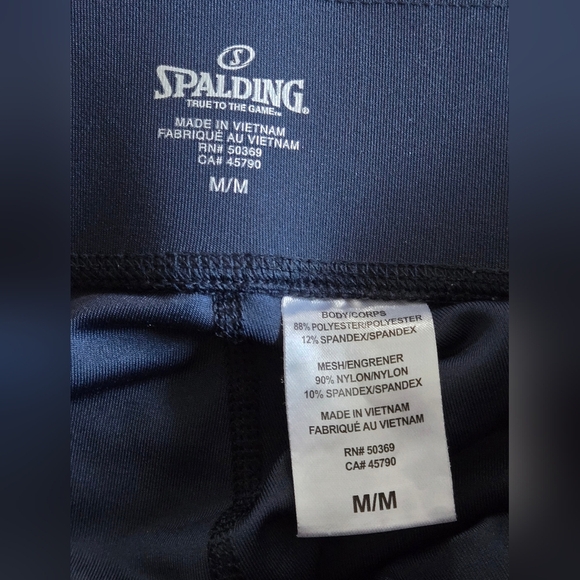 S
SPALDING®
TRUE TO THE GAME™
MADE IN VIETNAM
FABRIQUÉ AU VIETNAM
RN# 50369
CA# 45790
M/M
BODY/CORPS
88% POLYESTER/POLYESTER
12% SPANDEX/SPANDEX
MESH/ENGRENER
90% NYLON/NYLON
10% SPANDEX/SPANDEX
MADE IN VIETNAM
FABRIQUÉ AU VIETNAM
RN# 50369
CA# 45790
M/M